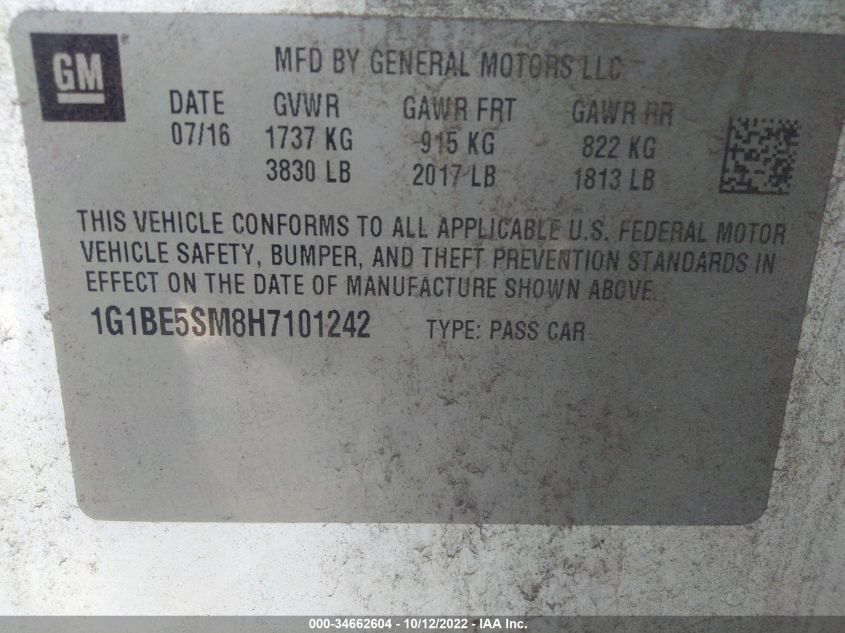 GM
MFD BY GENERAL MOTORS LLC
DATE GVWR GAWR FRT GAWR RR
07/16 1737 KG 915 KG 822 KG
3830 LB 2017 LB 1813 LB
THIS VEHICLE CONFORMS TO ALL APPLICABLE U.S. FEDERAL MOTOR
VEHICLE SAFETY, BUMPER, AND THEFT PREVENTION STANDARDS IN
EFFECT ON THE DATE OF MANUFACTURE SHOWN ABOVE.
1G1BE5SM8H7101242 TYPE: PASS CAR
000-34662604 - 10/12/2022 - IAA Inc.